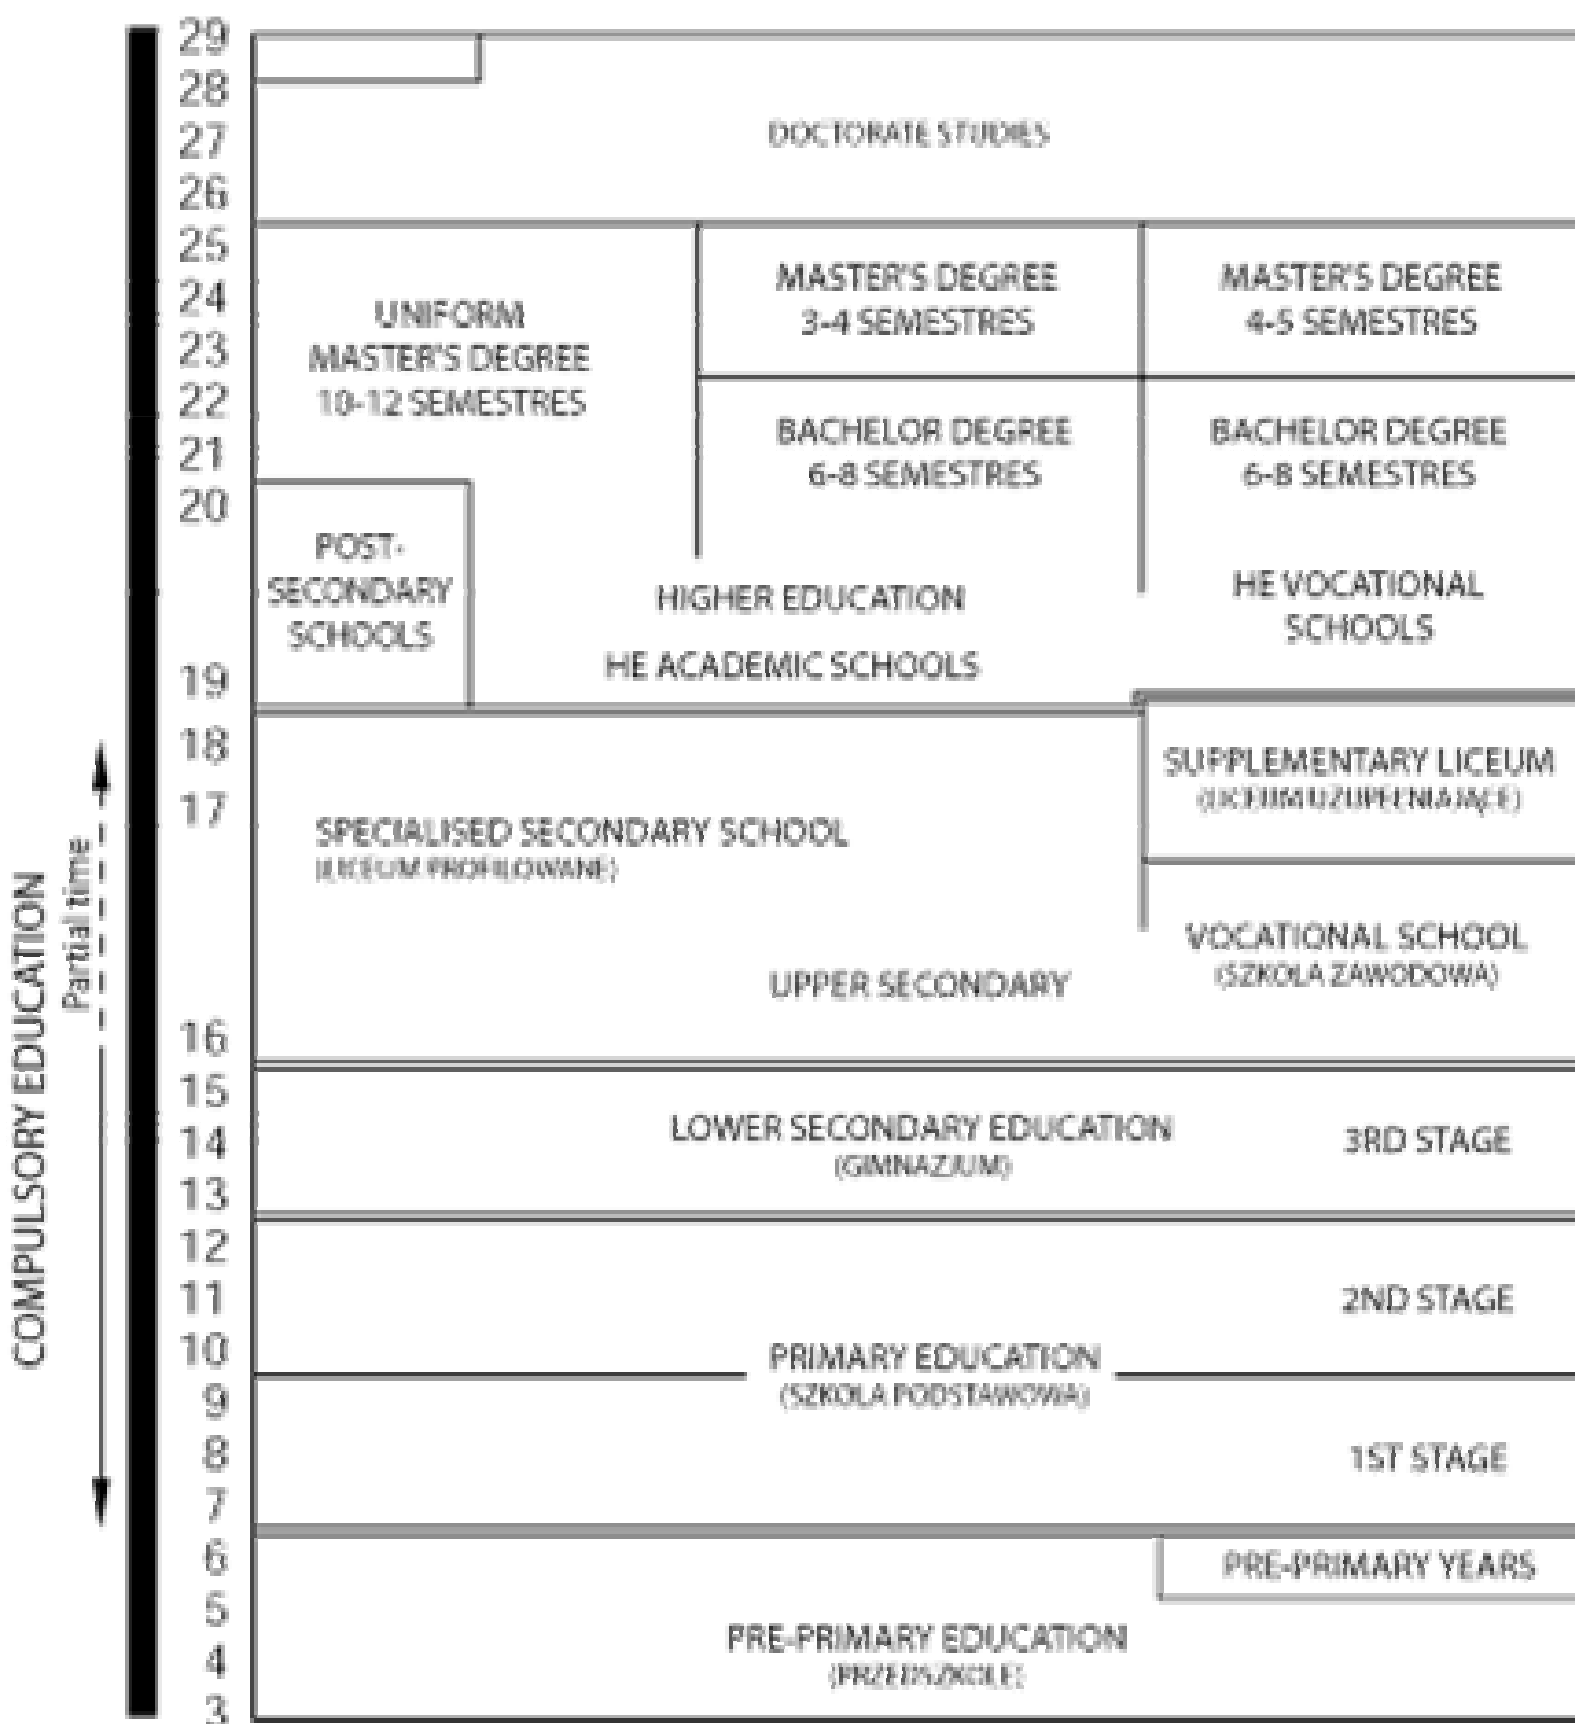 29
28
27
26
25
24
23
22
21
20
19
18
17
16
15
14
13
12
11
10
9
8
7
6
5
4
3
COMPULSORY EDUCATION
Partial time
DOCTORATE STUDIES
UNIFORM
MASTER'S DEGREE
10-12 SEMESTRES
MASTER'S DEGREE
3-4 SEMESTRES
MASTER'S DEGREE
4-5 SEMESTRES
BACHELOR DEGREE
6-8 SEMESTRES
BACHELOR DEGREE
6-8 SEMESTRES
POST-
SECONDARY
SCHOOLS
HIGHER EDUCATION
HE ACADEMIC SCHOOLS
HE VOCATIONAL
SCHOOLS
SUPPLEMENTARY LICEUM
(LICEUM UZUPEŁNIAJĄCE)
SPECIALISED SECONDARY SCHOOL
(LICEUM PROFILOWANE)
UPPER SECONDARY
VOCATIONAL SCHOOL
(SZKOLA ZAWODOWA)
LOWER SECONDARY EDUCATION
(GIMNAZJUM)
3RD STAGE
2ND STAGE
PRIMARY EDUCATION
(SZKOLA PODSTAWOWA)
1ST STAGE
PRE-PRIMARY YEARS
PRE-PRIMARY EDUCATION
(PRZEDSZKOLE)